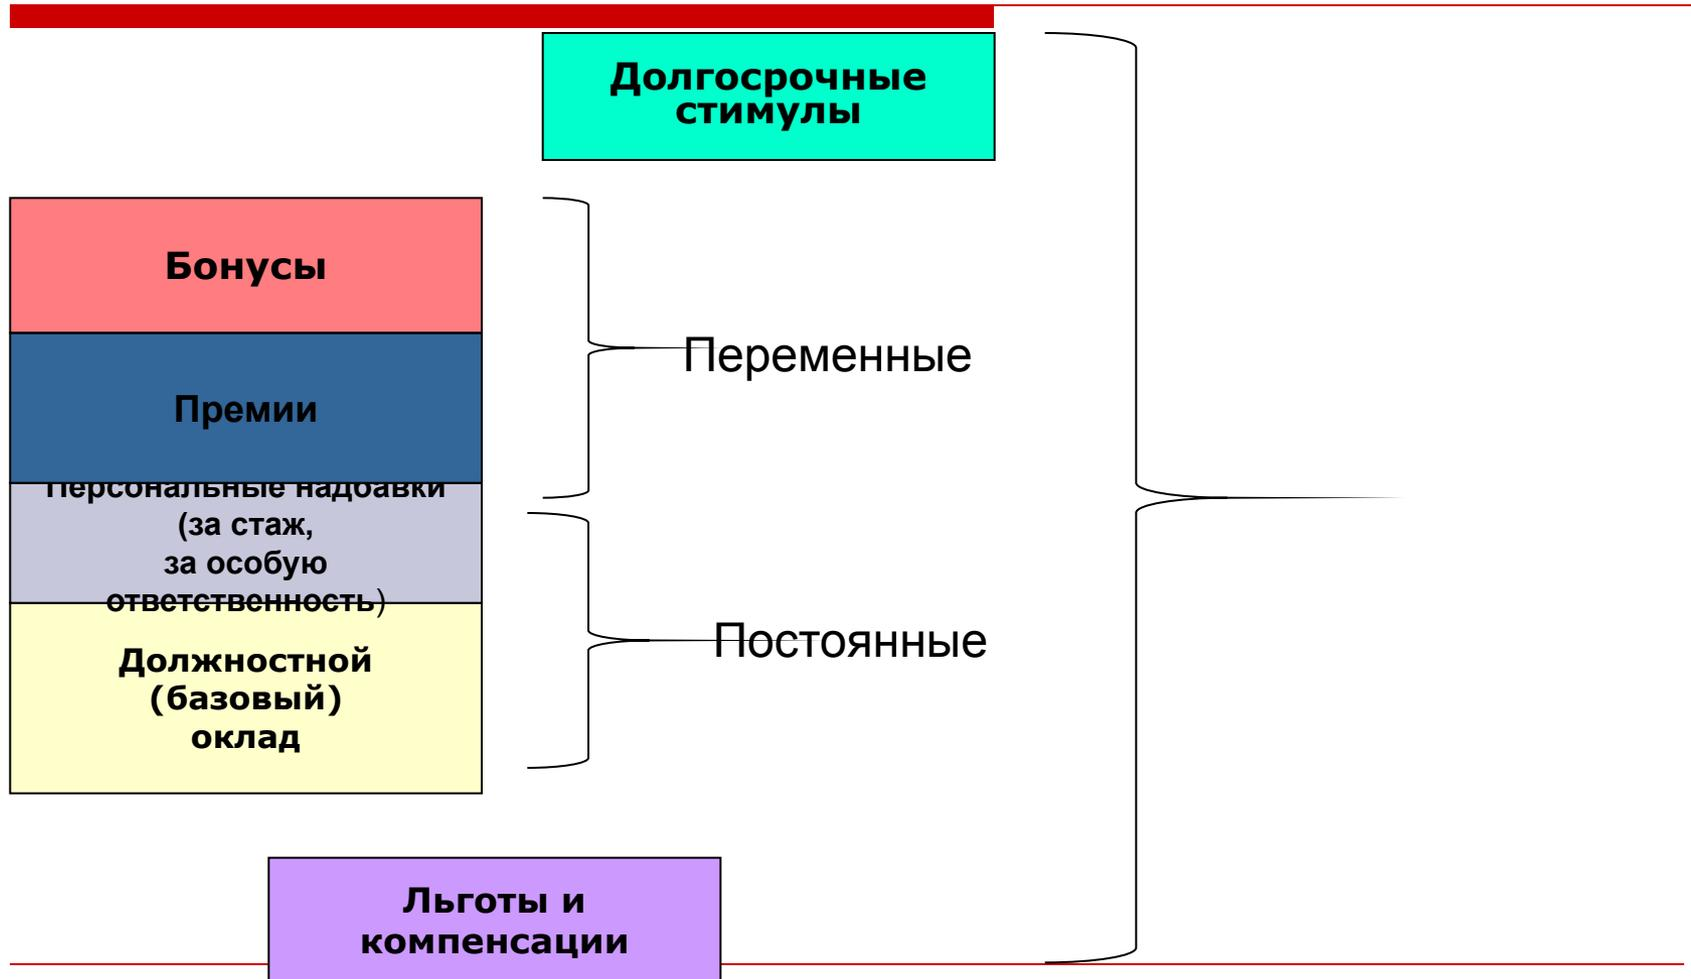 Долгосрочные
стимулы
Бонусы
Переменные
Премии
Персональные надбавки
(за стаж,
за особую
ответственность)
Постоянные
Должностной
(базовый)
оклад
Льготы и
компенсации